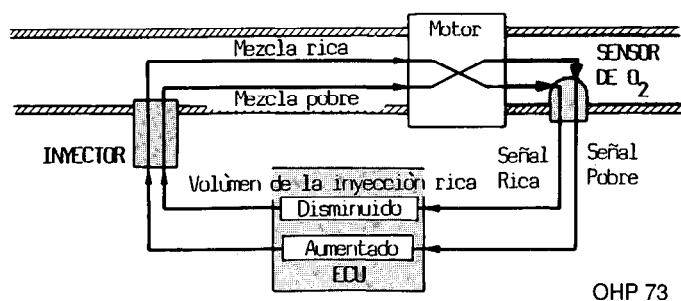 Mezcla rica
Motor
SENSOR
DE O₂
Mezcla pobre
INYECTOR
Señal
Rica
Señal
Pobre
Volùmen de la inyecciòn rica
Disminuido
Aumentado
ECU
OHP 73